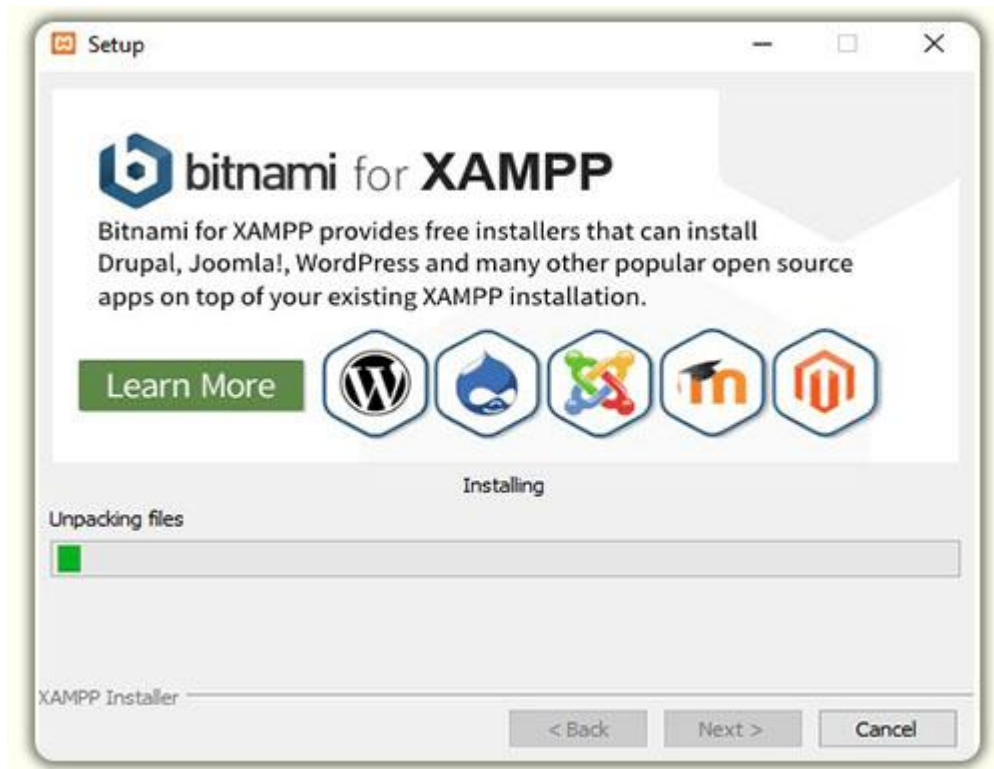 Setup
bitnami for XAMPP
Bitnami for XAMPP provides free installers that can install
Drupal, Joomla!, WordPress and many other popular open source
apps on top of your existing XAMPP installation.
Learn More
Installing
Unpacking files
XAMPP Installer
< Back Next > Cancel